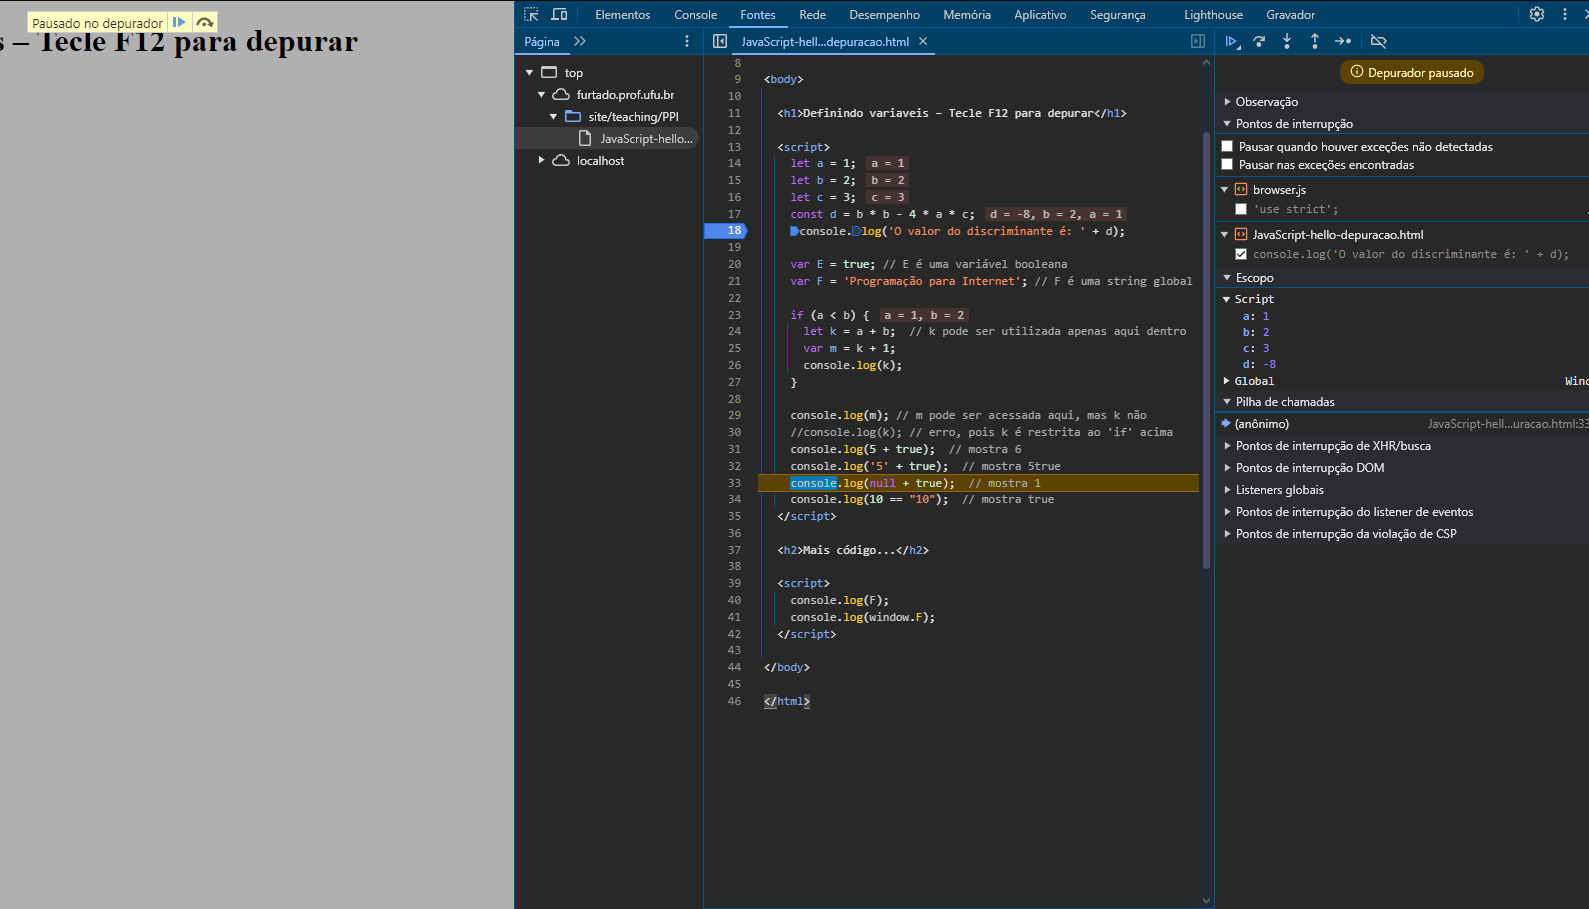 Pausado no depurador
s – Tecle F12 para depurar
Elementos Console Fontes Rede Desempenho Memória Aplicativo Segurança Lighthouse Gravador
Página
JavaScript-hell...depuracao.html
top
furtado.prof.ufu.br
site/teaching/PPI
JavaScript-hello...
localhost
8
9 <body>
10
11 <h1>Definindo variaveis – Tecle F12 para depurar</h1>
12
13 <script>
14 let a = 1; a = 1
15 let b = 2; b = 2
16 let c = 3; c = 3
17 const d = b * b - 4 * a * c; d = -8, b = 2, a = 1
18 console.log('O valor do discriminante é: ' + d);
19
20 var E = true; // E é uma variável booleana
21 var F = 'Programação para Internet'; // F é uma string global
22
23 if (a < b) { a = 1, b = 2
24 let k = a + b; // k pode ser utilizada apenas aqui dentro
25 var m = k + 1;
26 console.log(k);
27 }
28
29 console.log(m); // m pode ser acessada aqui, mas k não
30 //console.log(k); // erro, pois k é restrita ao 'if' acima
31 console.log(5 + true); // mostra 6
32 console.log('5' + true); // mostra 5true
33 console.log(null + true); // mostra 1
34 console.log(10 == "10"); // mostra true
35 </script>
36
37 <h2>Mais código...</h2>
38
39 <script>
40 console.log(F);
41 console.log(window.F);
42 </script>
43
44 </body>
45
46 </html>
Depurador pausado
Observação
Pontos de interrupção
Pausar quando houver exceções não detectadas
Pausar nas exceções encontradas
browser.js
'use strict';
JavaScript-hello-depuracao.html
console.log('O valor do discriminante é: ' + d);
Escopo
Script
a: 1
b: 2
c: 3
d: -8
Global Wind
Pilha de chamadas
(anônimo) JavaScript-hell...uracao.html:33
Pontos de interrupção de XHR/busca
Pontos de interrupção DOM
Listeners globais
Pontos de interrupção do listener de eventos
Pontos de interrupção da violação de CSP